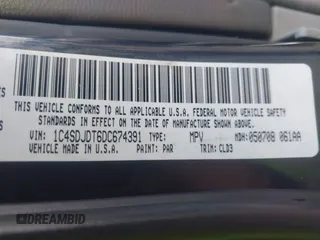 THIS VEHICLE CONFORMS TO ALL APPLICABLE U.S.A. FEDERAL MOTOR VEHICLE SAFETY
STANDARDS IN EFFECT ON THE DATE OF MANUFACTURE SHOWN ABOVE.
VIN: 1C4SDJDT6DC674391 TYPE: MPV MDH: 050708 061AA
VEHICLE MADE IN U.S.A. PAINT: PAR TRIM: CLD3
DREAMBID